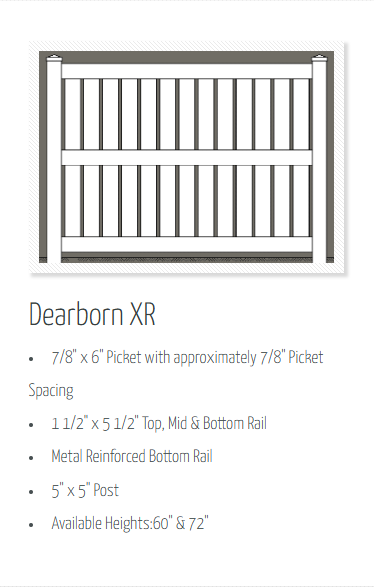 Dearborn XR
• 7/8" x 6" Picket with approximately 7/8" Picket
Spacing
• 1 1/2" x 5 1/2" Top, Mid & Bottom Rail
• Metal Reinforced Bottom Rail
• 5" x 5" Post
• Available Heights:60" & 72"